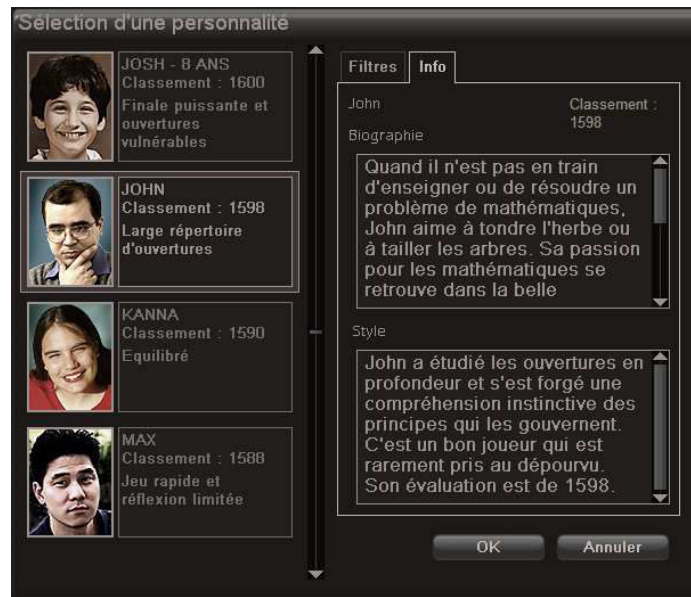 Sélection d'une personnalité
JOSH - 8 ANS
Classement : 1600
Finale puissante et
ouvertures
vulnérables
JOHN
Classement : 1598
Large répertoire
d'ouvertures
KANNA
Classement : 1590
Equilibré
MAX
Classement : 1588
Jeu rapide et
réflexion limitée
Filtres
Info
John
Classement :
1598
Biographie
Quand il n'est pas en train
d'enseigner ou de résoudre un
problème de mathématiques,
John aime à tondre l'herbe ou
à tailler les arbres. Sa passion
pour les mathématiques se
retrouve dans la belle
Style
John a étudié les ouvertures en
profondeur et s'est forgé une
compréhension instinctive des
principes qui les gouvernent.
C'est un bon joueur qui est
rarement pris au dépourvu.
Son évaluation est de 1598.
OK
Annuler